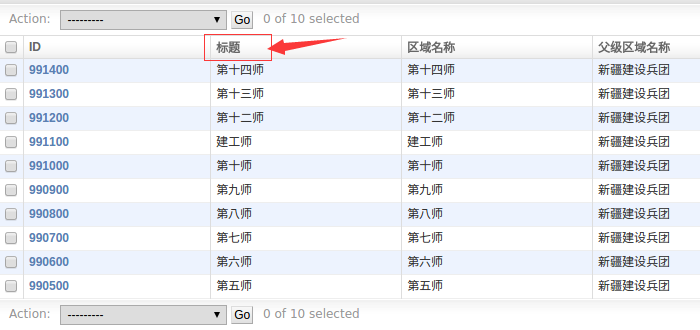 Action: --------- Go 0 of 10 selected
ID 标题 区域名称 父级区域名称
991400 第十四师 第十四师 新疆建设兵团
991300 第十三师 第十三师 新疆建设兵团
991200 第十二师 第十二师 新疆建设兵团
991100 建工师 建工师 新疆建设兵团
991000 第十师 第十师 新疆建设兵团
990900 第九师 第九师 新疆建设兵团
990800 第八师 第八师 新疆建设兵团
990700 第七师 第七师 新疆建设兵团
990600 第六师 第六师 新疆建设兵团
990500 第五师 第五师 新疆建设兵团
Action: --------- Go 0 of 10 selected